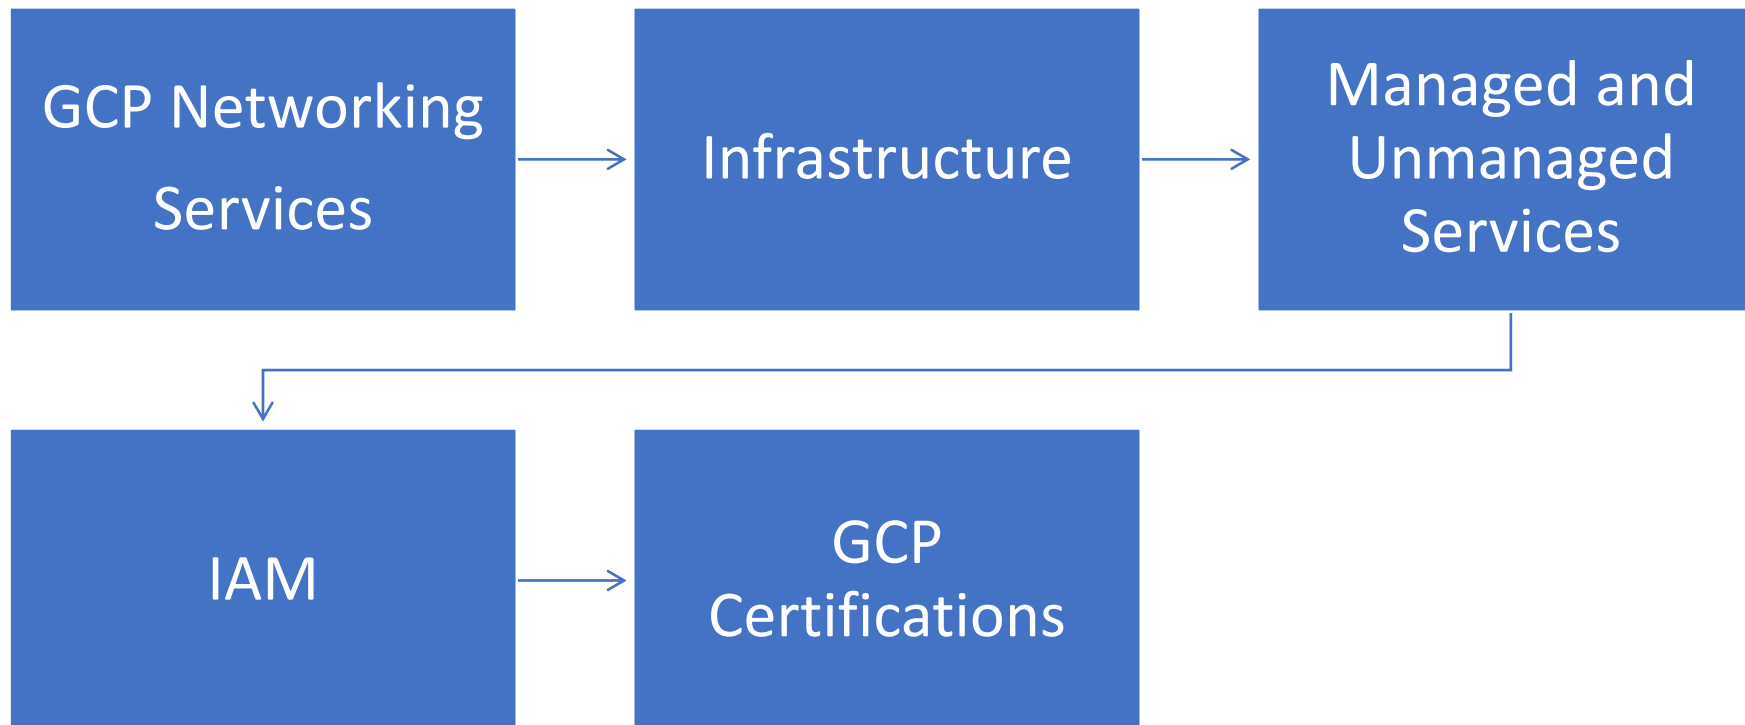 GCP Networking
Services
Infrastructure
Managed and
Unmanaged
Services
IAM
GCP
Certifications